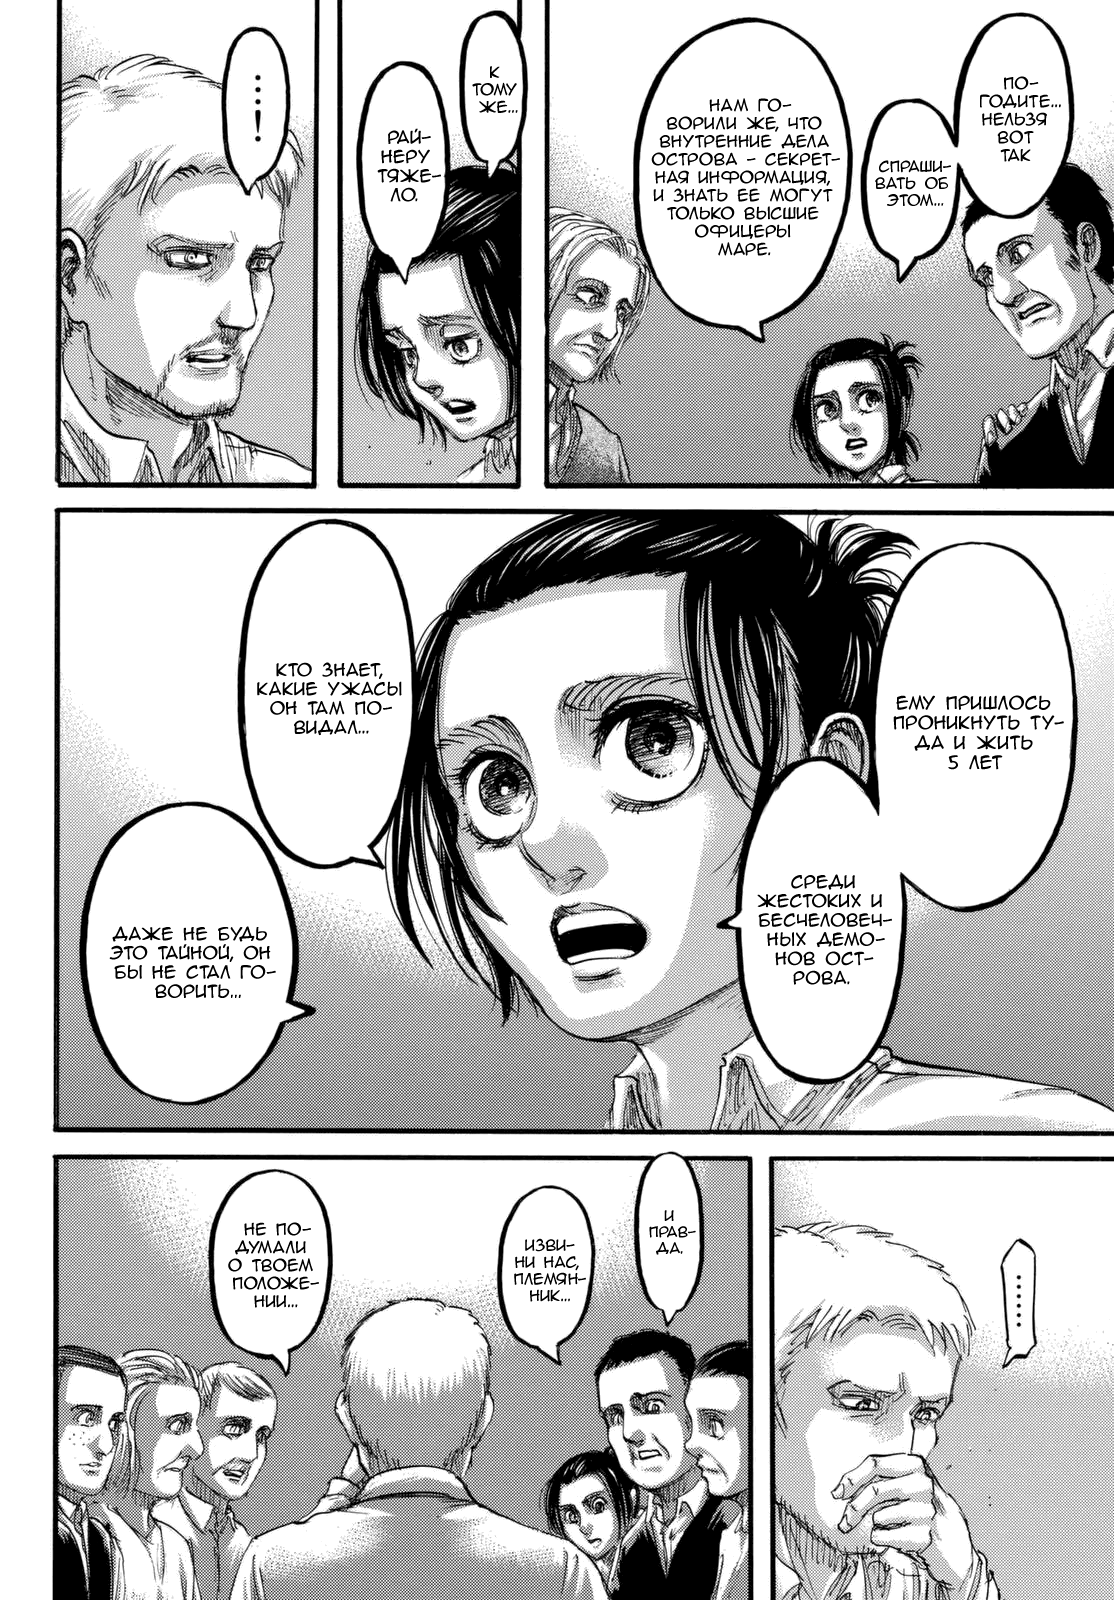 ПО-
ГОДИТЕ...
НЕЛЬЗЯ
ВОТ
ТАК
СПРАШИ-
ВАТЬ ОБ
ЭТОМ...
НАМ ГО-
ВОРИЛИ ЖЕ, ЧТО
ВНУТРЕННИЕ ДЕЛА
ОСТРОВА - СЕКРЕТ-
НАЯ ИНФОРМАЦИЯ,
И ЗНАТЬ ЕЕ МОГУТ
ТОЛЬКО ВЫСШИЕ
ОФИЦЕРЫ
МАРЕ.
К
ТОМУ
ЖЕ...
РАЙ-
НЕРУ
ТЯЖЕ-
ЛО.
....!
ЕМУ ПРИШЛОСЬ
ПРОНИКНУТЬ ТУ-
ДА И ЖИТЬ
5 ЛЕТ
СРЕДИ
ЖЕСТОКИХ И
БЕСЧЕЛОВЕЧ-
НЫХ ДЕМО-
НОВ ОСТ-
РОВА.
КТО ЗНАЕТ,
КАКИЕ УЖАСЫ
ОН ТАМ ПО-
ВИДАЛ...
ДАЖЕ НЕ БУДЬ
ЭТО ТАЙНОЙ, ОН
БЫ НЕ СТАЛ ГО-
ВОРИТЬ...
......
И
ПРАВ-
ДА.
ИЗВИ-
НИ НАС,
ПЛЕМЯН-
НИК...
НЕ ПО-
ДУМАЛИ
О ТВОЕМ
ПОЛОЖЕ-
НИИ...